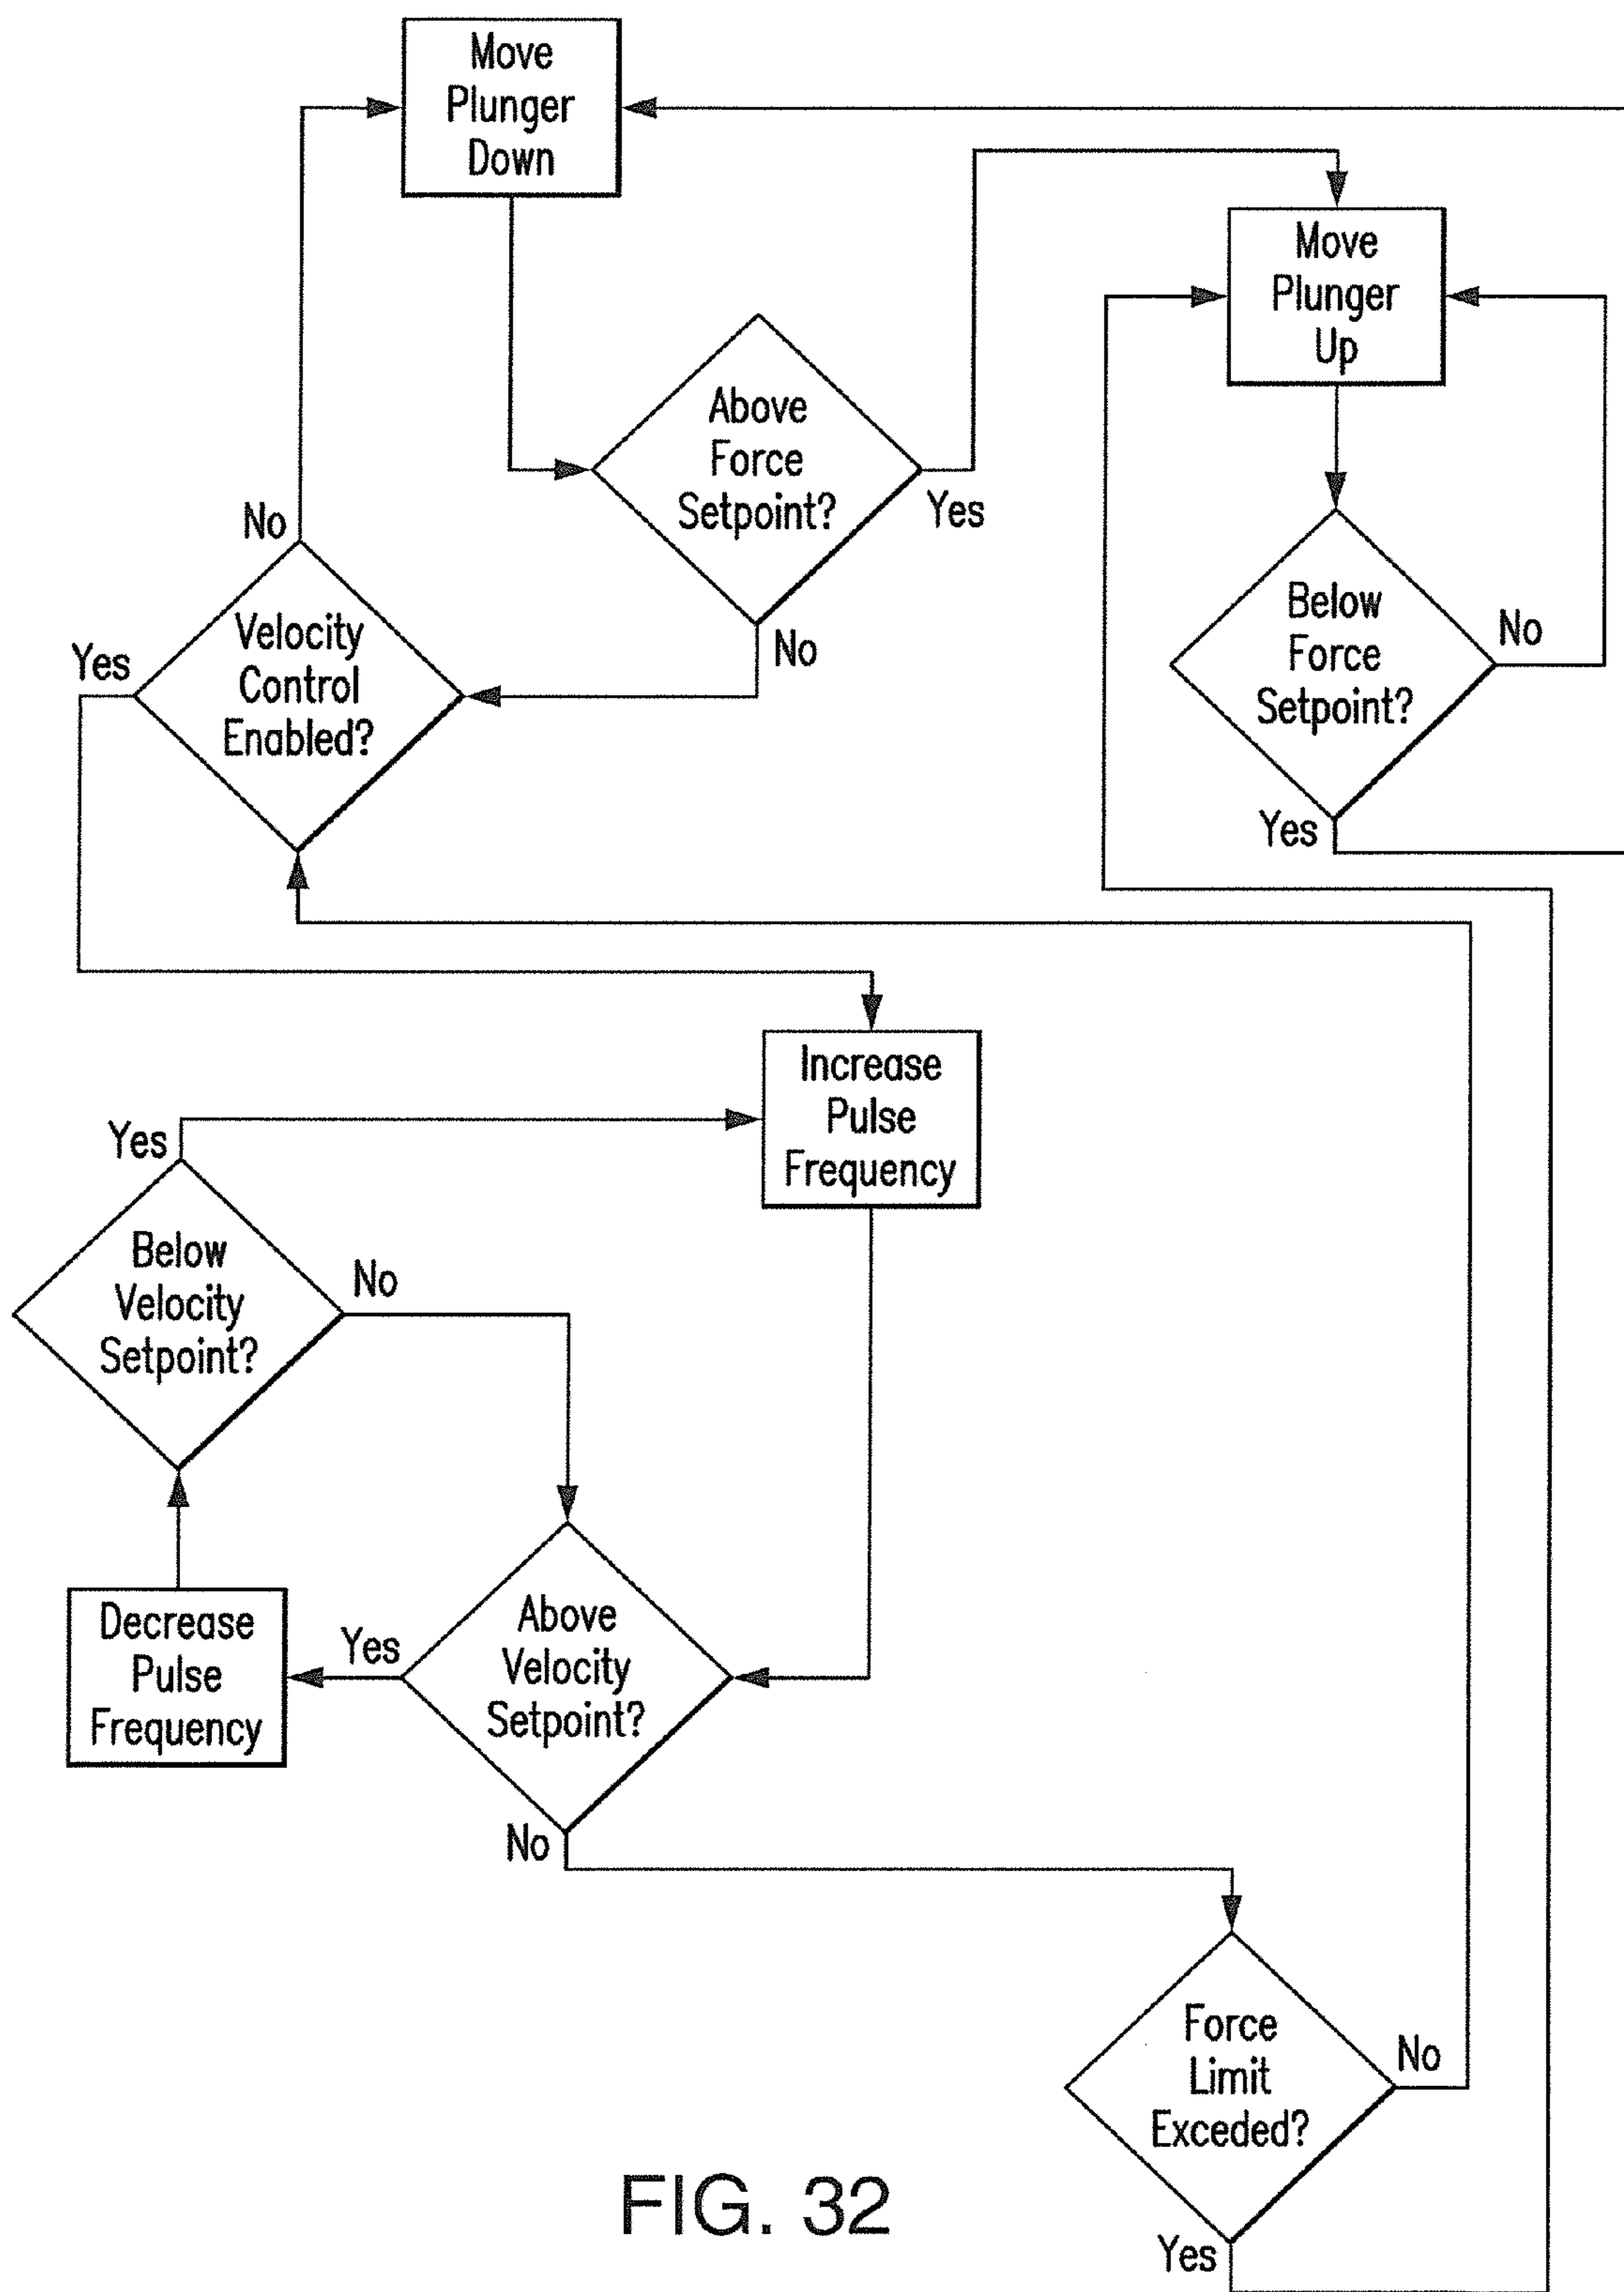 Move
Plunger
Down
Move
Plunger
Up
Above
Force
Setpoint?
Yes
No
No
Velocity
Control
Enabled?
Yes
Below
Force
Setpoint?
No
Yes
Increase
Pulse
Frequency
Yes
Below
Velocity
Setpoint?
No
Decrease
Pulse
Frequency
Yes
Above
Velocity
Setpoint?
No
Force
Limit
Exceded?
No
Yes
FIG. 32